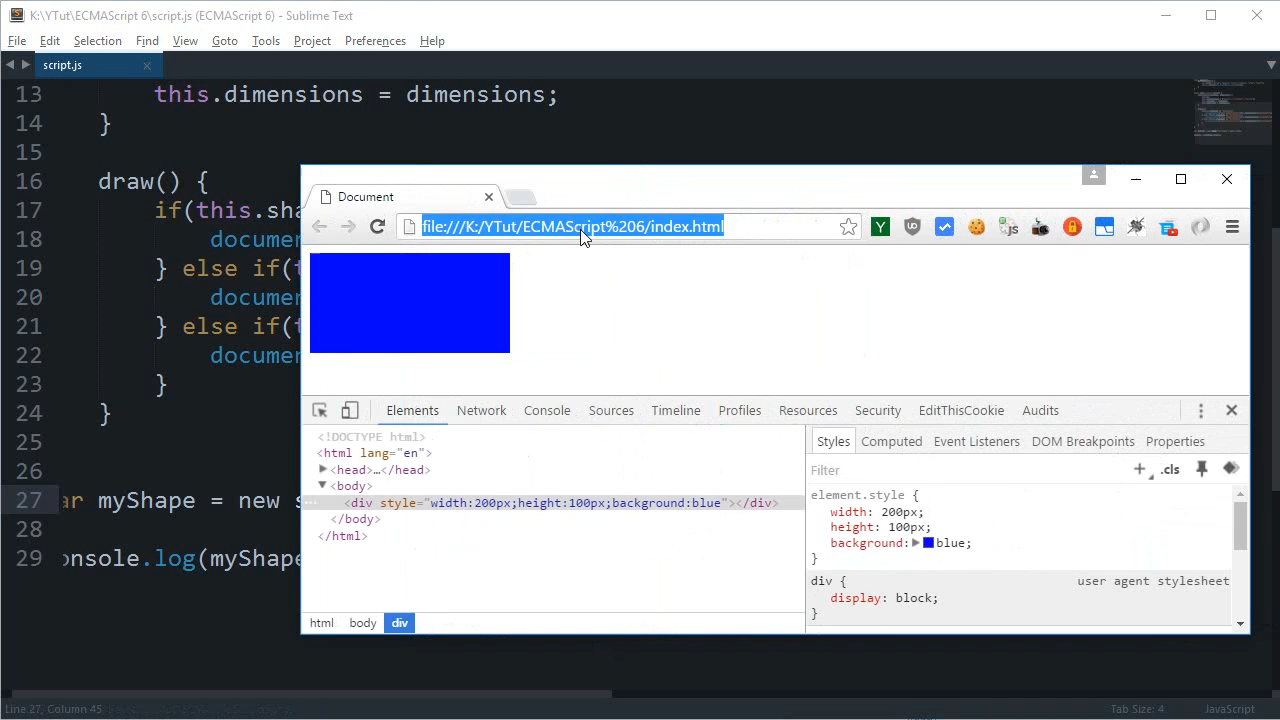 K:\YTut\ECMAScript 6\script.js (ECMAScript 6) - Sublime Text
File Edit Selection Find View Goto Tools Project Preferences Help
script.js
13 this.dimensions = dimensions;
14 }
15
16 draw() {
17 if(this.sha
18 documen
19 } else if(t
20 documen
21 } else if(t
22 documen
23 }
24 }
25
26
27 ar myShape = new s
28
29 onsole.log(myShape
Document
file:///K:/YTut/ECMAScript%206/index.html
Elements Network Console Sources Timeline Profiles Resources Security EditThisCookie Audits
<!DOCTYPE html>
<html lang="en">
<head>…</head>
<body>
<div style="width:200px;height:100px;background:blue"></div>
</body>
</html>
html body div
Styles Computed Event Listeners DOM Breakpoints Properties
Filter + .cls
element.style {
width: 200px;
height: 100px;
background: blue;
}
div { user agent stylesheet
display: block;
}
Line 27, Column 45
Tab Size: 4 JavaScript